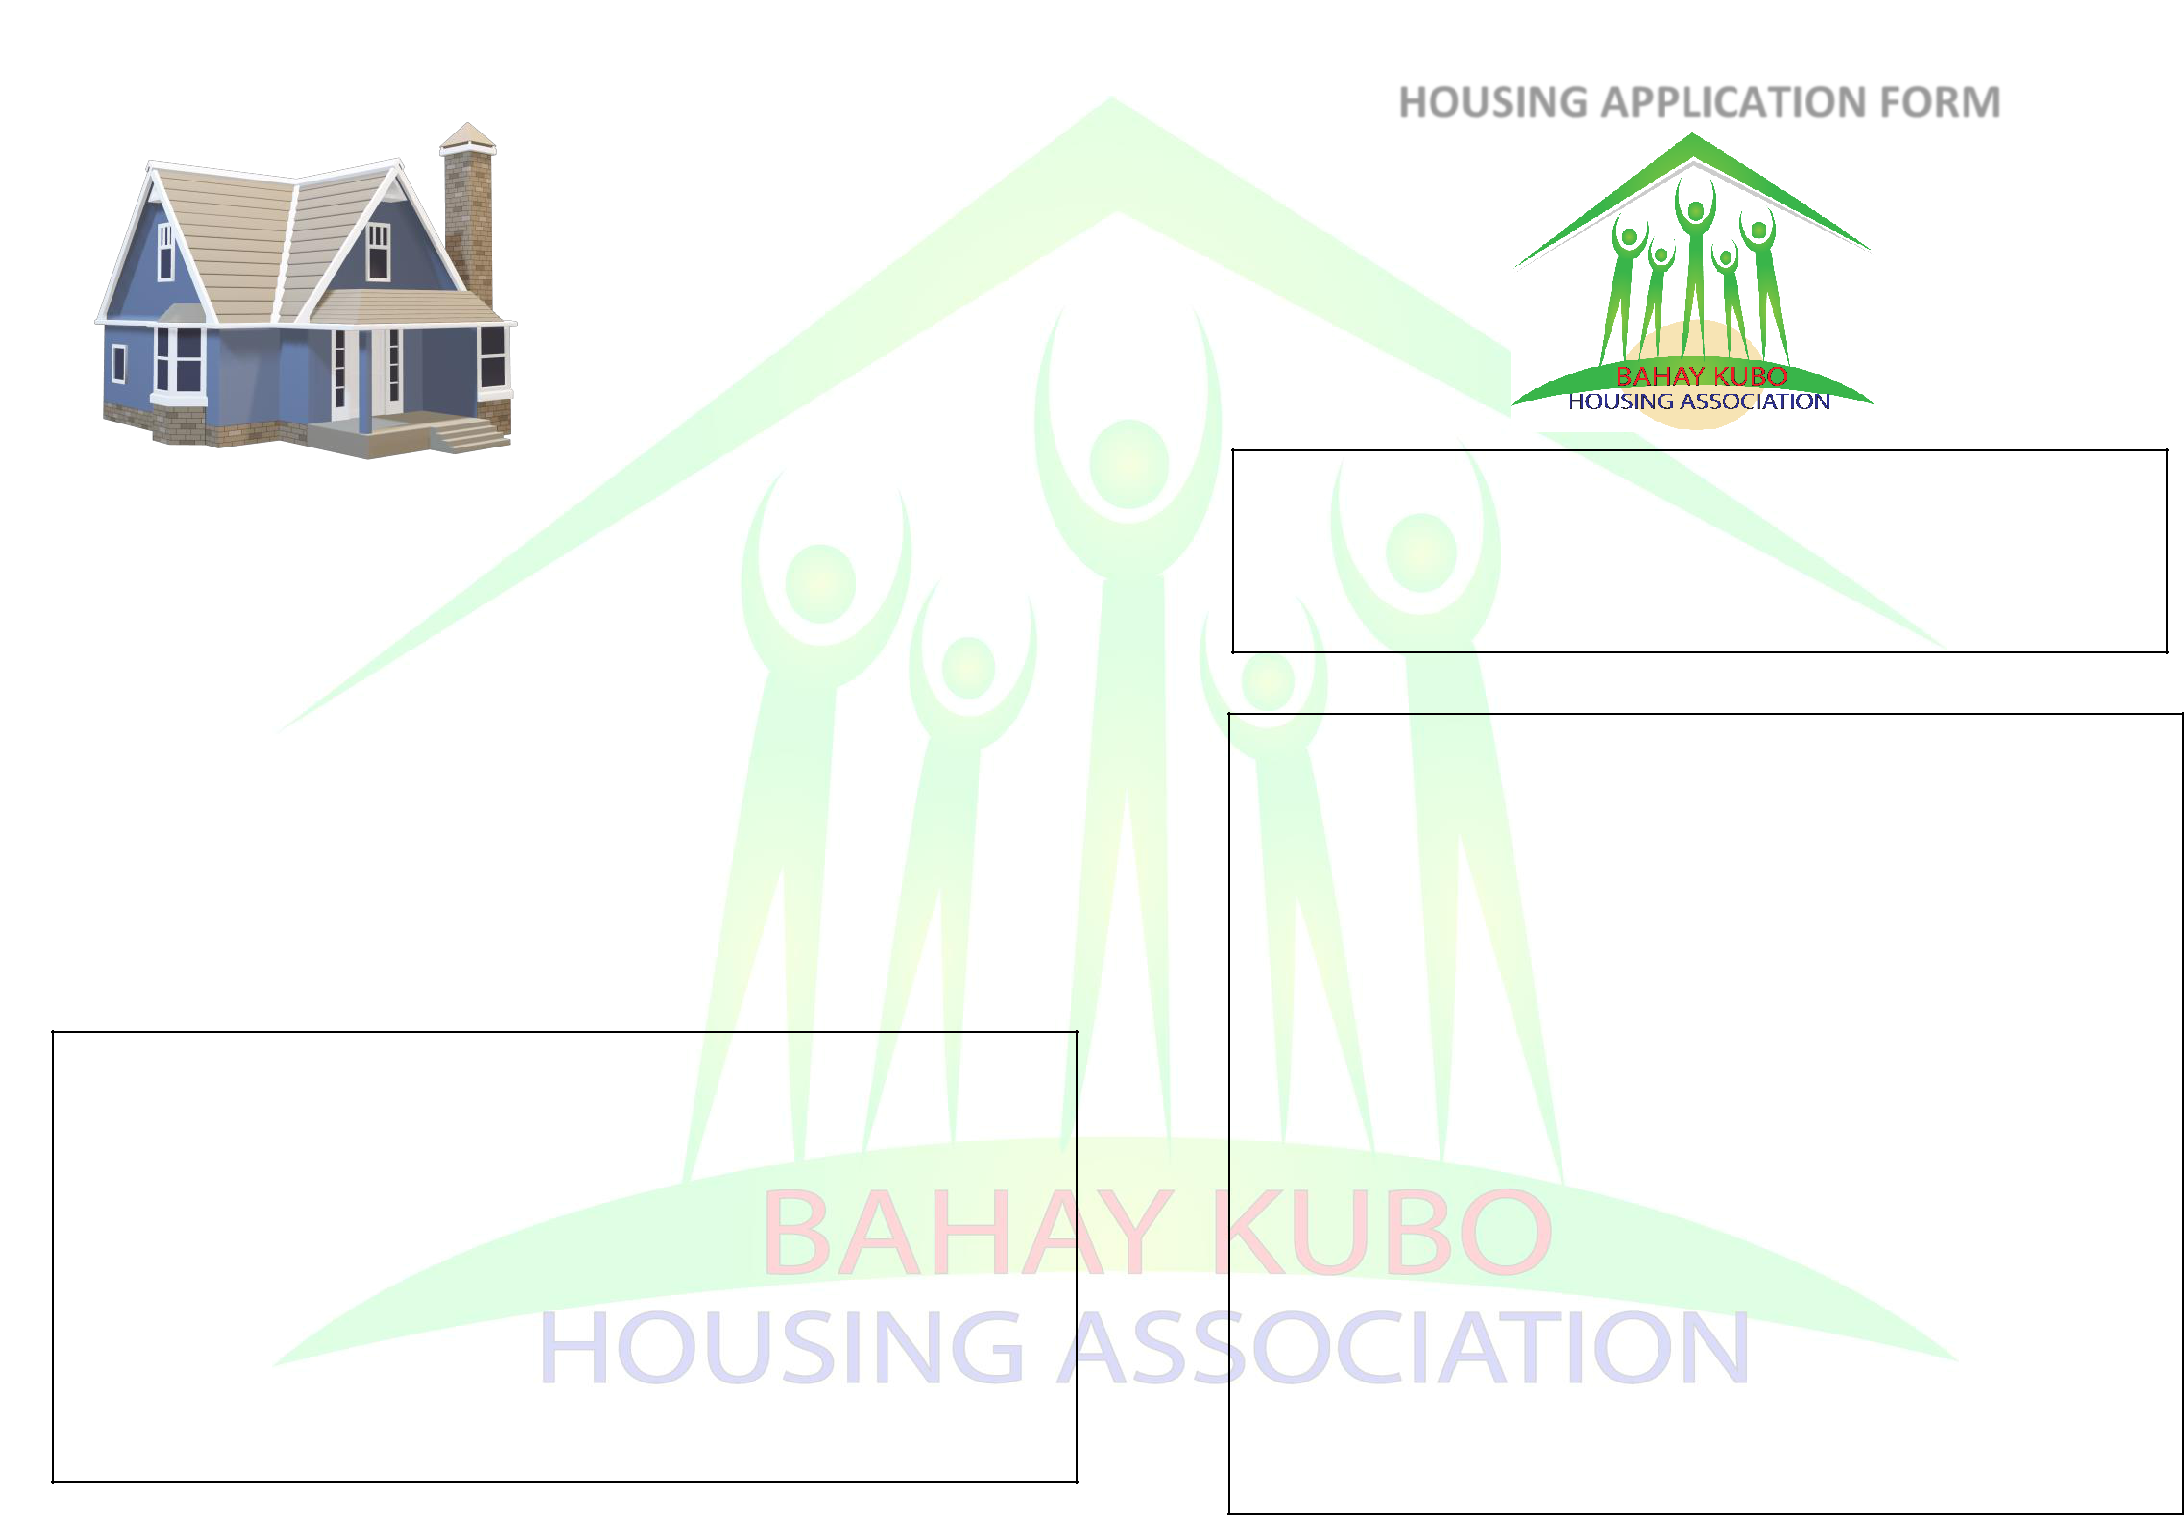 HOUSING APPLICATION FORM
BAHAY KUBO
HOUSING ASSOCIATION
BAHAY KUBO
HOUSING ASSOCIATION